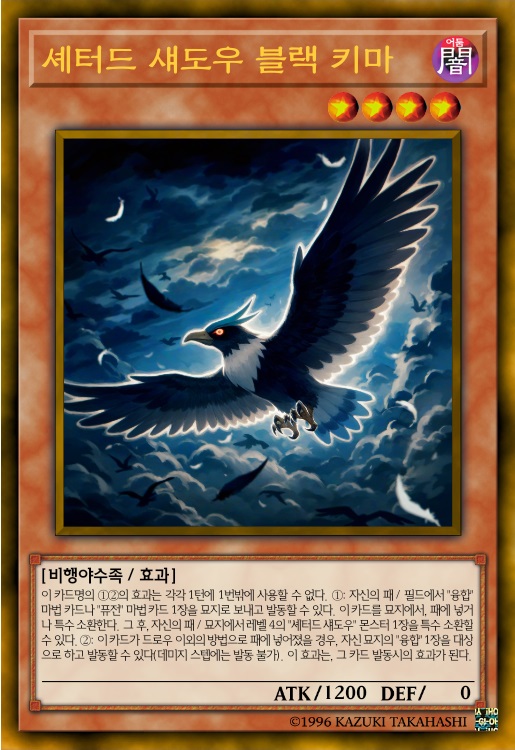 셰터드 섀도우 블랙 키마
어둠
闇
[비행야수족 / 효과]
이 카드명의 ①②의 효과는 각각 1턴에 1번밖에 사용할 수 없다. ①: 자신의 패 / 필드에서 "융합"
마법 카드나 "퓨전" 마법 카드 1장을 묘지로 보내고 발동할 수 있다. 이 카드를 묘지에서, 패에 넣거
나 특수 소환한다. 그 후, 자신의 패 / 묘지에서 레벨 4의 "셰터드 섀도우" 몬스터 1장을 특수 소환할
수 있다. ②: 이 카드가 드로우 이외의 방법으로 패에 넣어졌을 경우, 자신 묘지의 "융합" 1장을 대상
으로 하고 발동할 수 있다(데미지 스텝에는 발동 불가). 이 효과는, 그 카드 발동시의 효과가 된다.
ATK/1200 DEF/ 0
©1996 KAZUKI TAKAHASHI